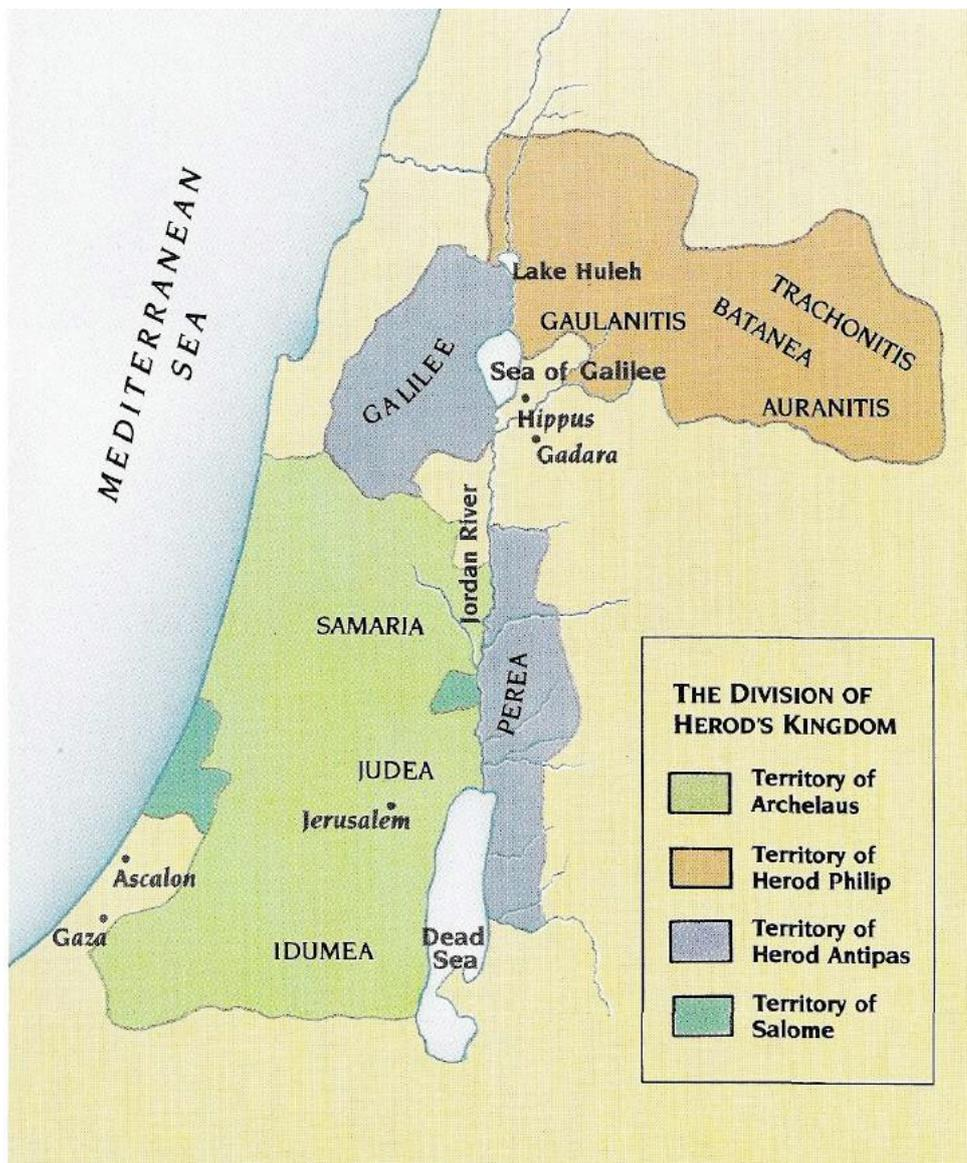 MEDITERRANEAN
SEA
Lake Huleh
TRACHONITIS
BATANEA
GAULANITIS
GALILEE
Sea of Galilee
AURANITIS
Hippus
Gadara
Jordan River
SAMARIA
PEREA
JUDEA
Jerusalem
Ascalon
Gaza
IDUMEA
Dead
Sea
THE DIVISION OF
HEROD'S KINGDOM
Territory of
Archelaus
Territory of
Herod Philip
Territory of
Herod Antipas
Territory of
Salome